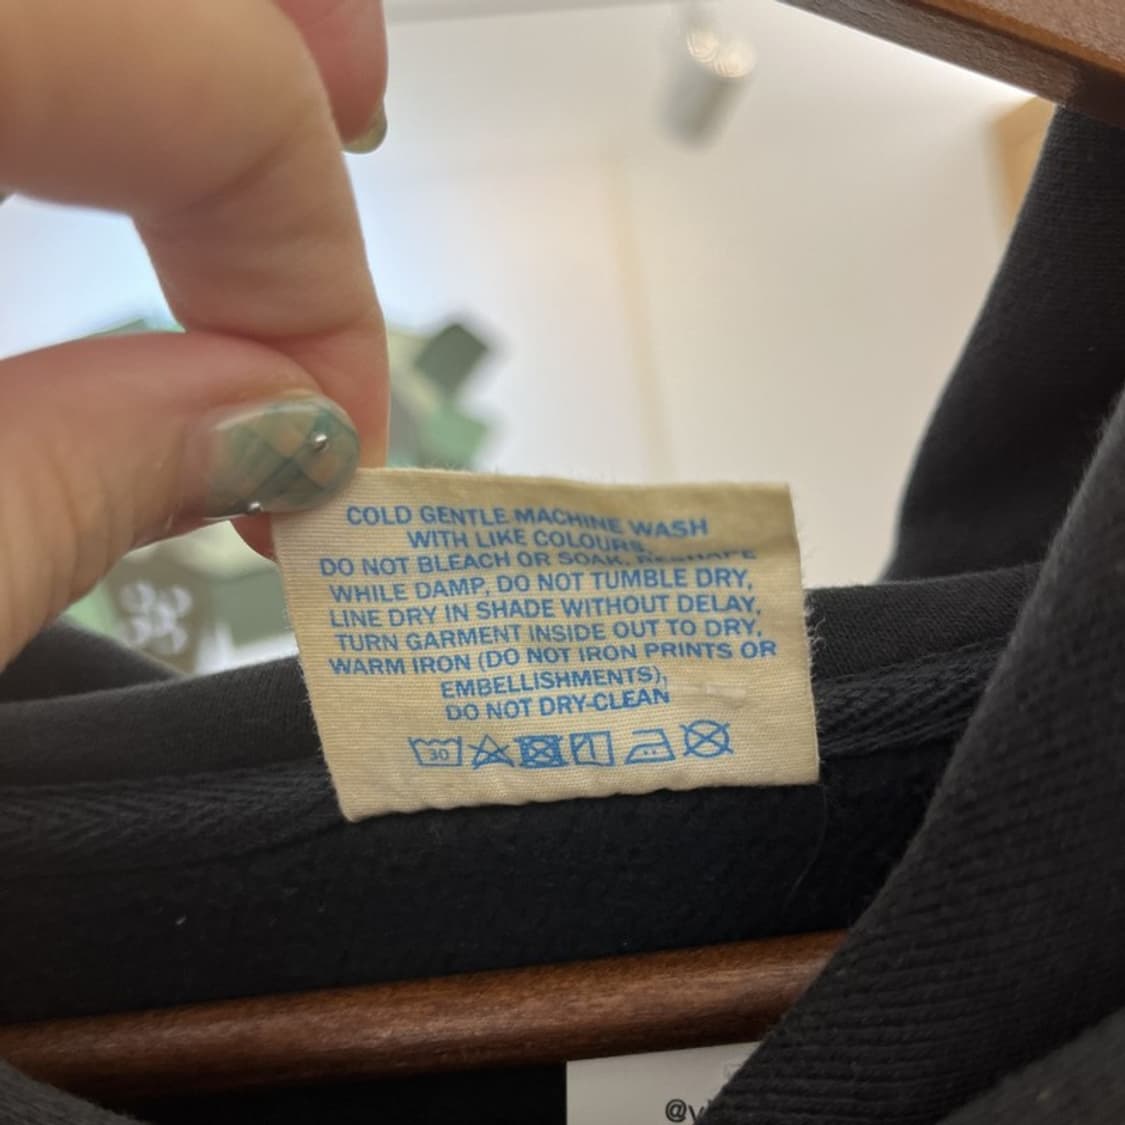 COLD GENTLE MACHINE WASH
WITH LIKE COLOURS,
DO NOT BLEACH OR SOAK, RESHAPE
WHILE DAMP, DO NOT TUMBLE DRY,
LINE DRY IN SHADE WITHOUT DELAY,
TURN GARMENT INSIDE OUT TO DRY,
WARM IRON (DO NOT IRON PRINTS OR
EMBELLISHMENTS),
DO NOT DRY-CLEAN
30